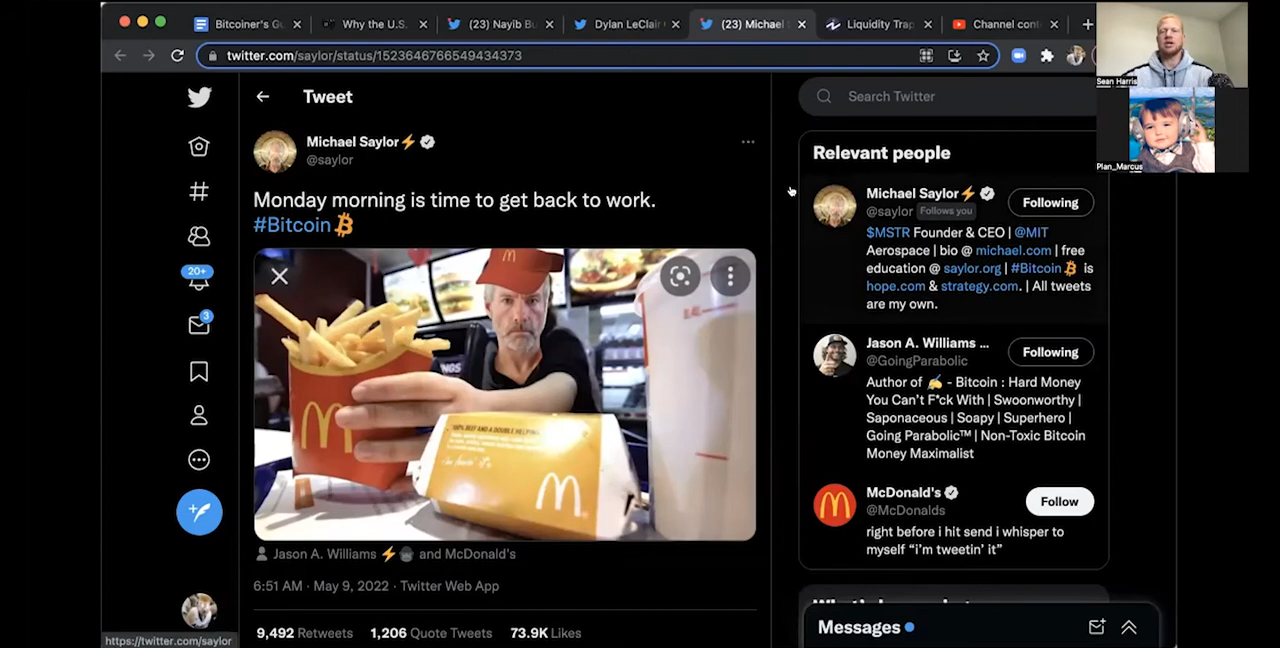 Bitcoiner's Gu
Why the U.S.
(23) Nayib Bu
Dylan LeClair
(23) Michael S
Liquidity Trap
Channel cont
twitter.com/saylor/status/1523646766549434373
Sean Harris
Plan_Marcus
Tweet
Search Twitter
Michael Saylor⚡
@saylor
Monday morning is time to get back to work.
#Bitcoin
M
M
M
Jason A. Williams ⚡ and McDonald's
6:51 AM · May 9, 2022 · Twitter Web App
9,492 Retweets 1,206 Quote Tweets 73.9K Likes
20+
3
https://twitter.com/saylor
Relevant people
Michael Saylor⚡
@saylor Follows you
Following
$MSTR Founder & CEO | @MIT
Aerospace | bio @ michael.com | free
education @ saylor.org | #Bitcoin is
hope.com & strategy.com. | All tweets
are my own.
Jason A. Williams ...
@GoingParabolic
Following
Author of ✍️ - Bitcoin : Hard Money
You Can't F*ck With | Swoonworthy |
Saponaceous | Soapy | Superhero |
Going Parabolic™ | Non-Toxic Bitcoin
Money Maximalist
McDonald's
@McDonalds
Follow
right before i hit send i whisper to
myself “i'm tweetin' it”
Messages